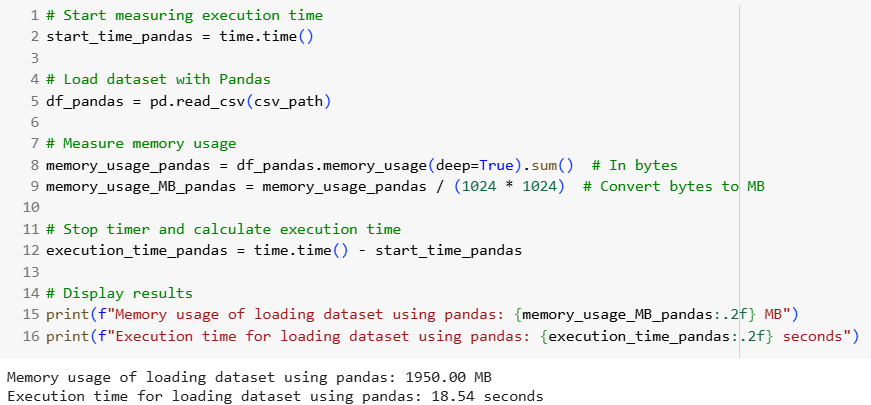 1 # Start measuring execution time
2 start_time_pandas = time.time()
3
4 # Load dataset with Pandas
5 df_pandas = pd.read_csv(csv_path)
6
7 # Measure memory usage
8 memory_usage_pandas = df_pandas.memory_usage(deep=True).sum()  # In bytes
9 memory_usage_MB_pandas = memory_usage_pandas / (1024 * 1024)  # Convert bytes to MB
10
11 # Stop timer and calculate execution time
12 execution_time_pandas = time.time() - start_time_pandas
13
14 # Display results
15 print(f"Memory usage of loading dataset using pandas: {memory_usage_MB_pandas:.2f} MB")
16 print(f"Execution time for loading dataset using pandas: {execution_time_pandas:.2f} seconds")
Memory usage of loading dataset using pandas: 1950.00 MB
Execution time for loading dataset using pandas: 18.54 seconds